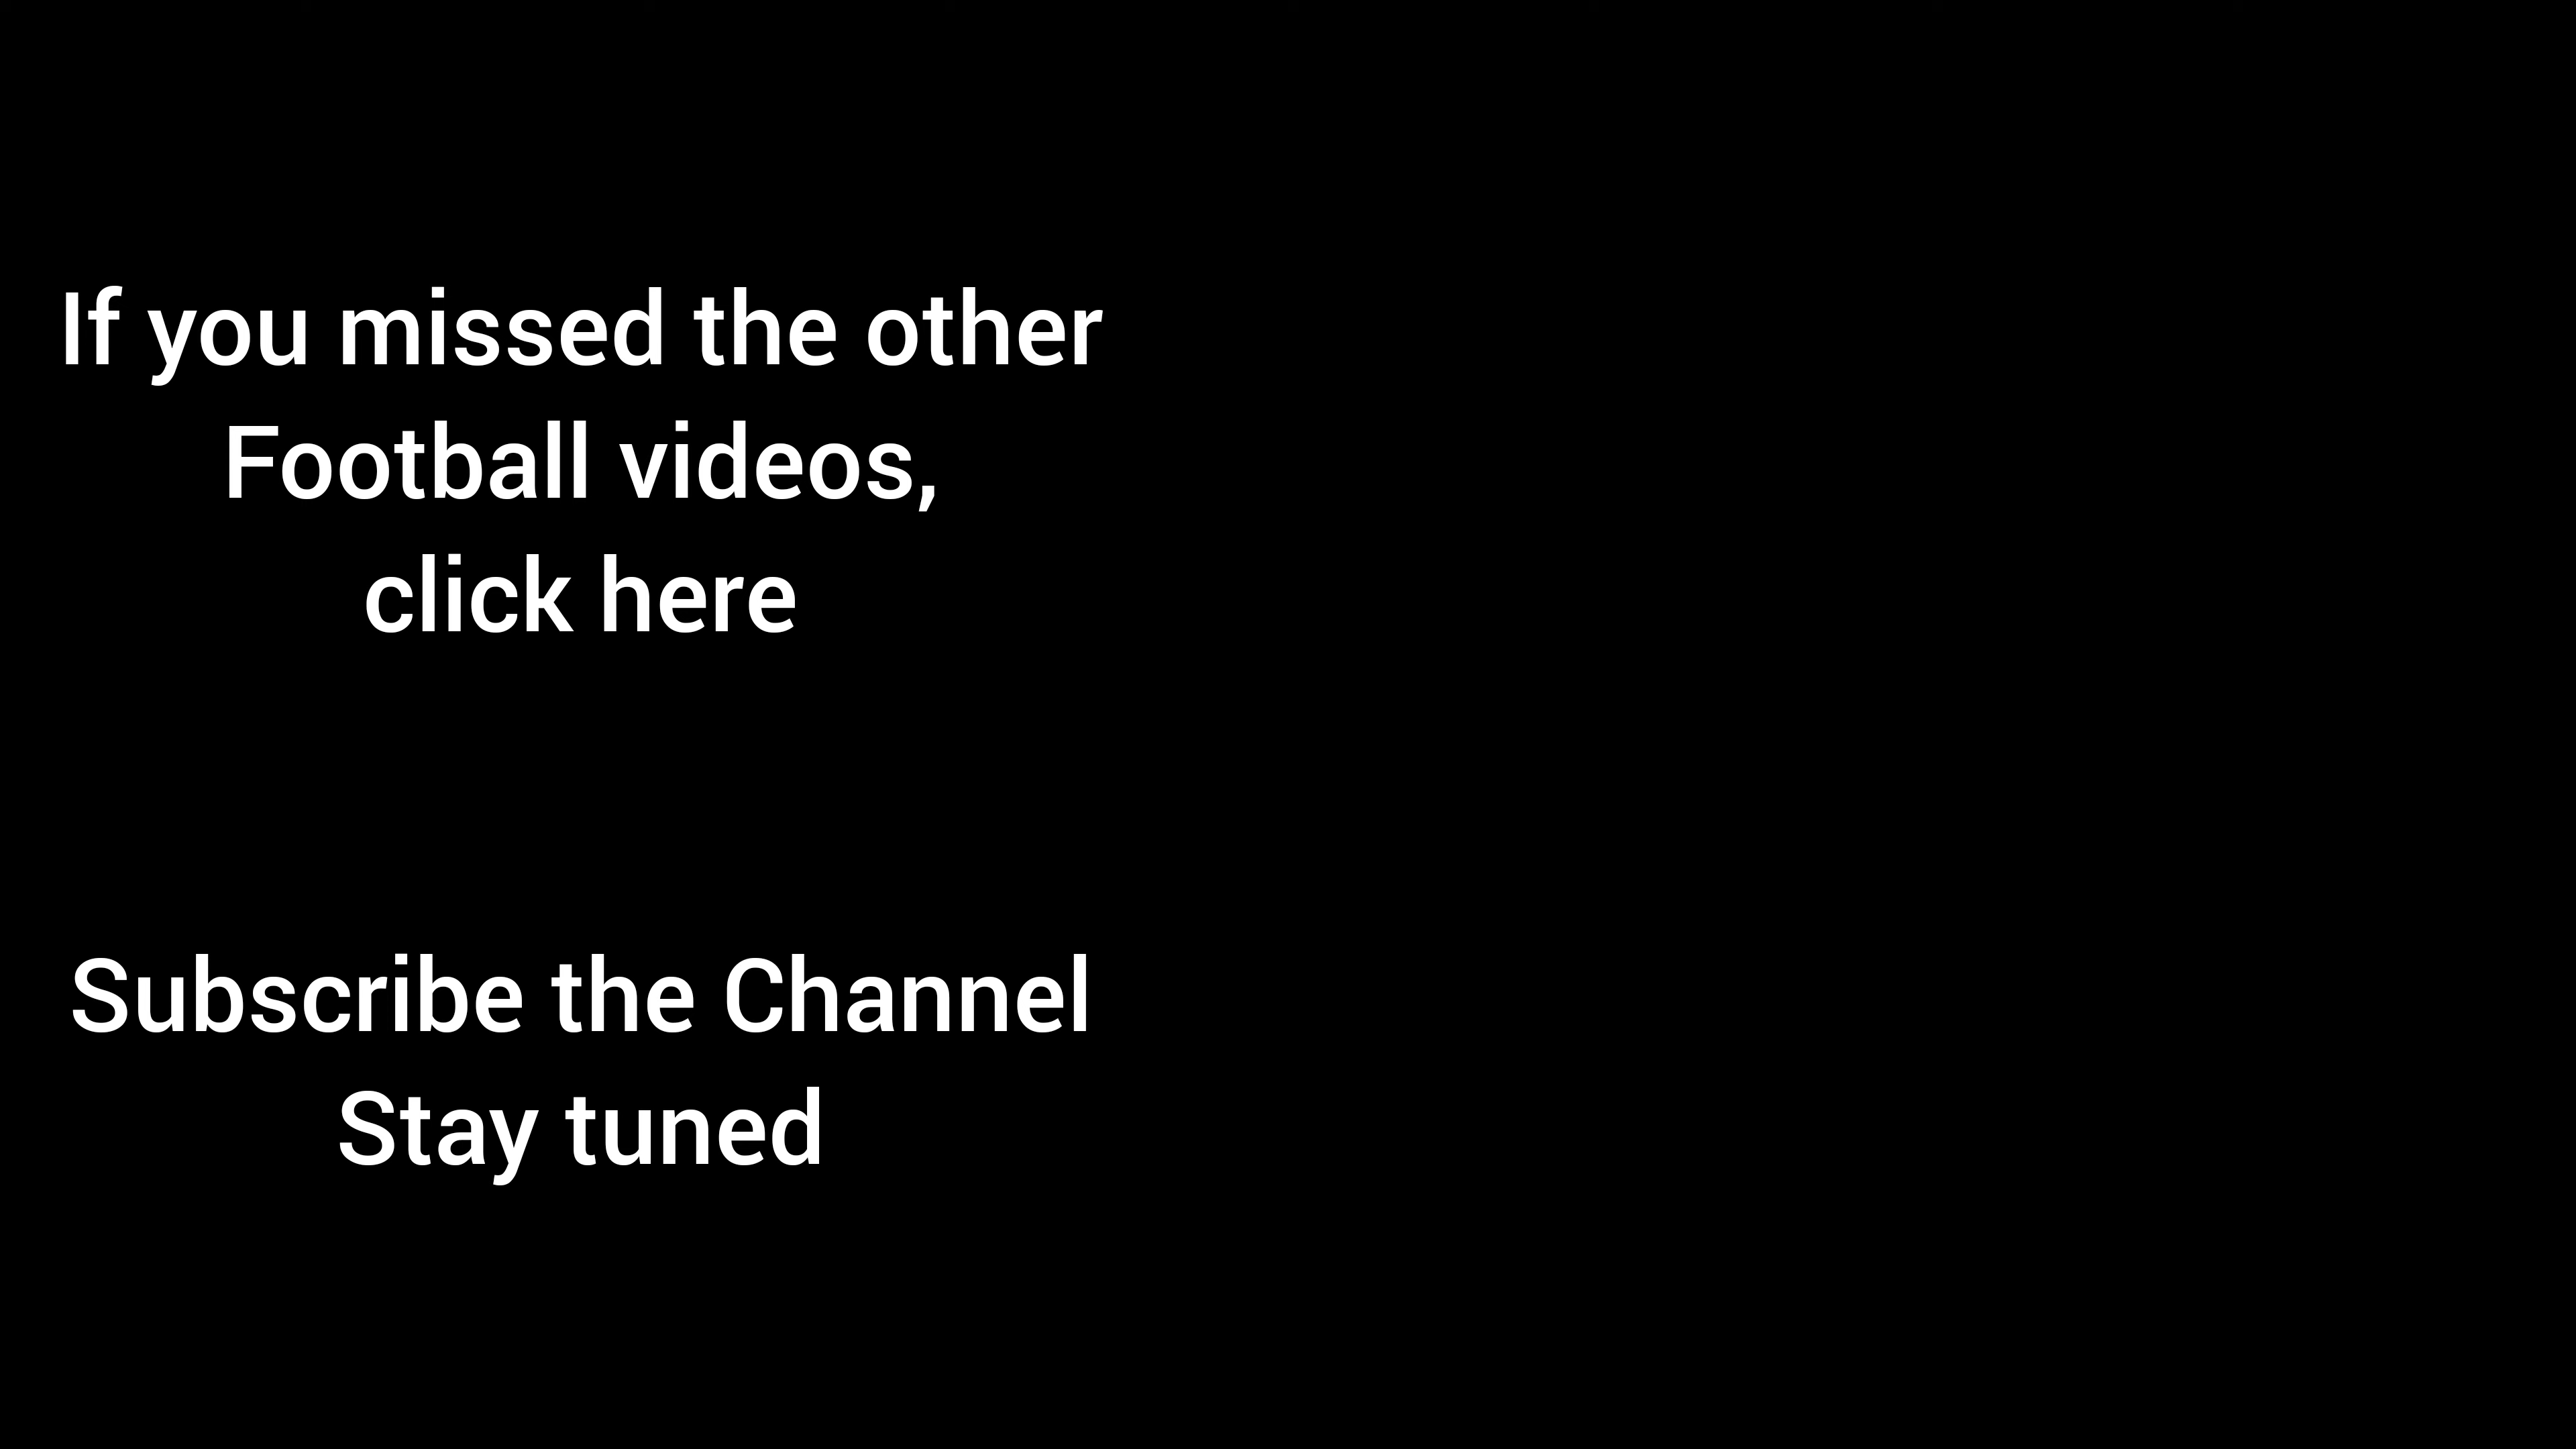 If you missed the other
Football videos,
click here
Subscribe the Channel
Stay tuned